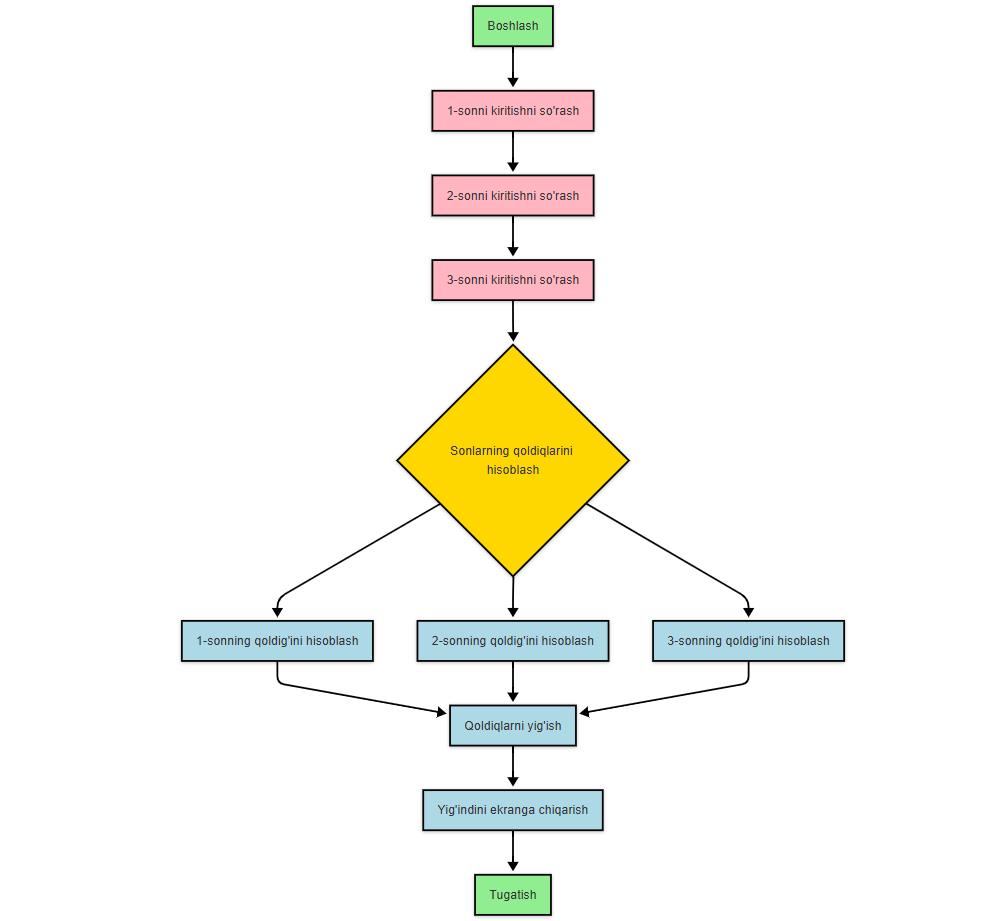 Boshlash
1-sonni kiritishni so'rash
2-sonni kiritishni so'rash
3-sonni kiritishni so'rash
Sonlarning qoldiqlarini
hisoblash
1-sonning qoldig'ini hisoblash
2-sonning qoldig'ini hisoblash
3-sonning qoldig'ini hisoblash
Qoldiqlarni yig'ish
Yig'indini ekranga chiqarish
Tugatish